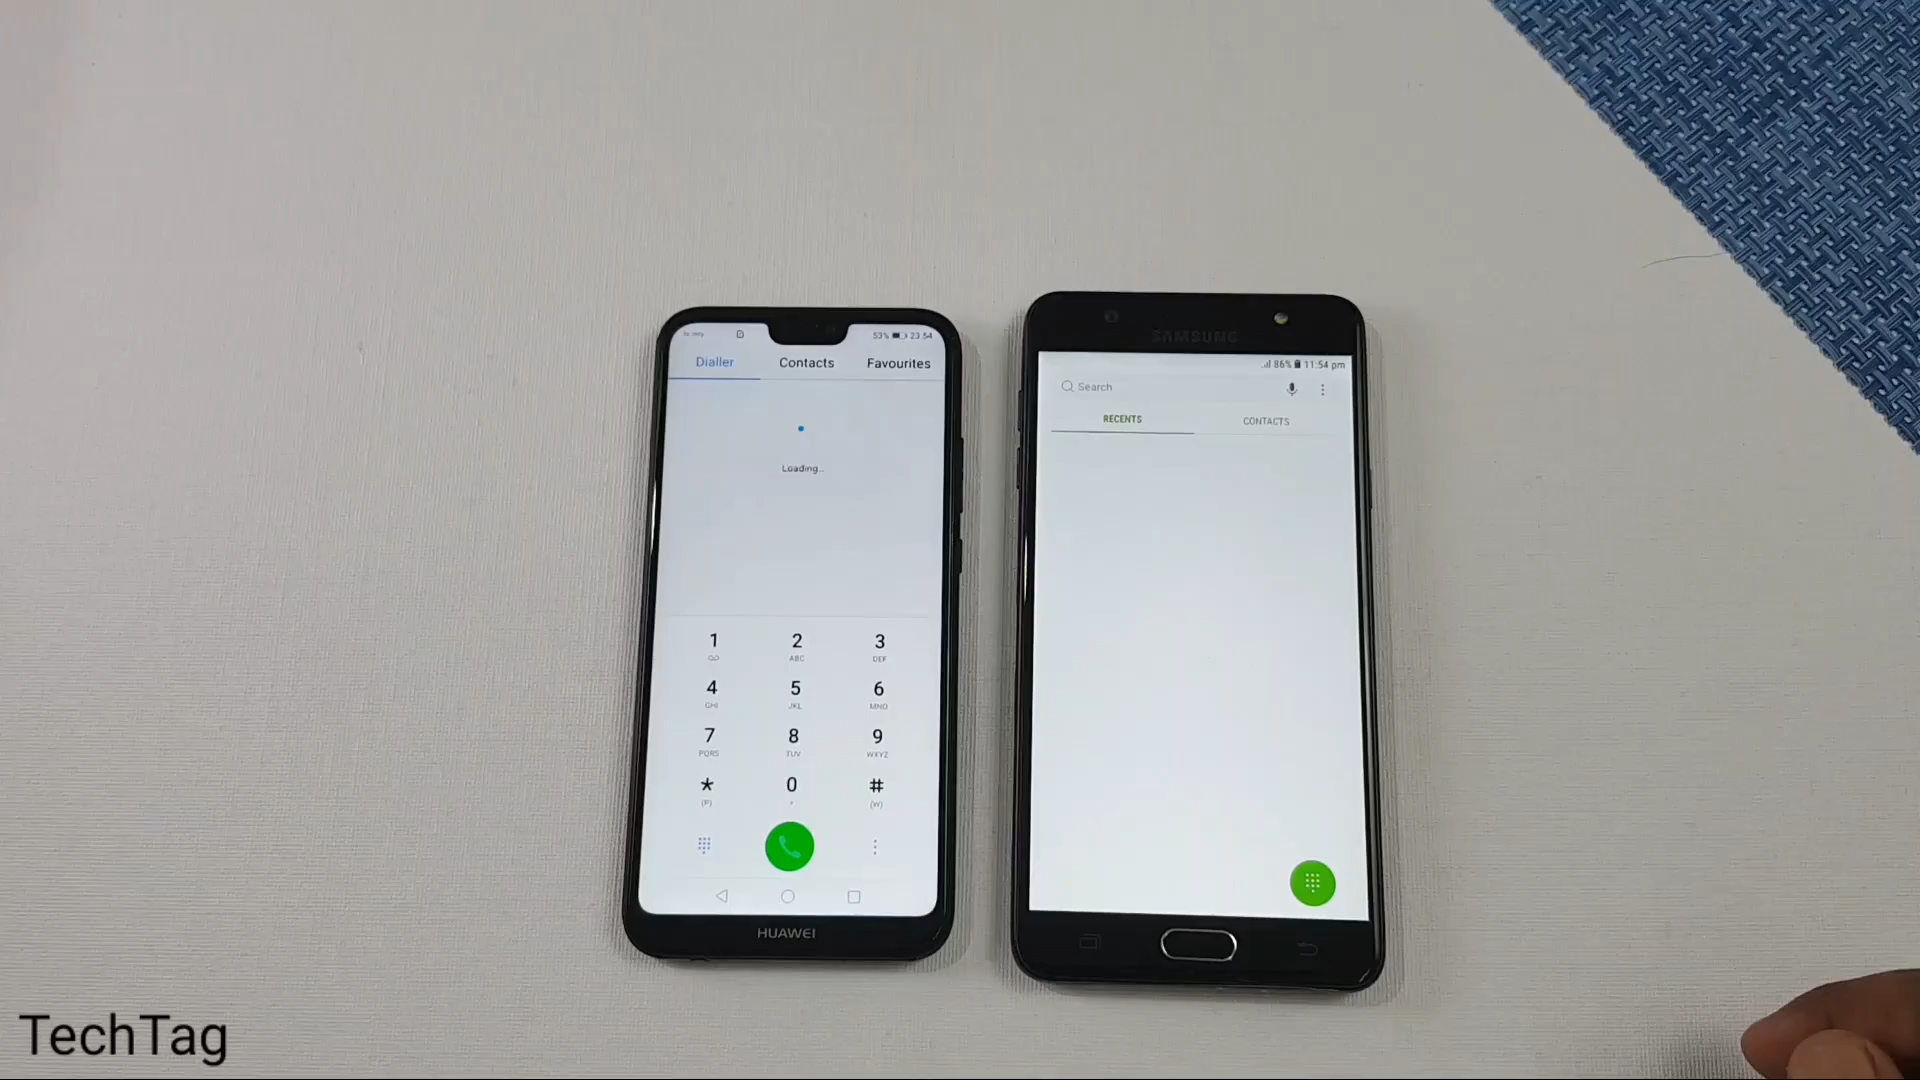 53% 23:54
Dialler Contacts Favourites
Loading...
1 2 3
ABC DEF
4 5 6
GHI JKL MNO
7 8 9
PQRS TUV WXYZ
* 0 #
(P) + (W)
HUAWEI
SAMSUNG
86% 11:54 pm
Search
RECENTS CONTACTS
TechTag